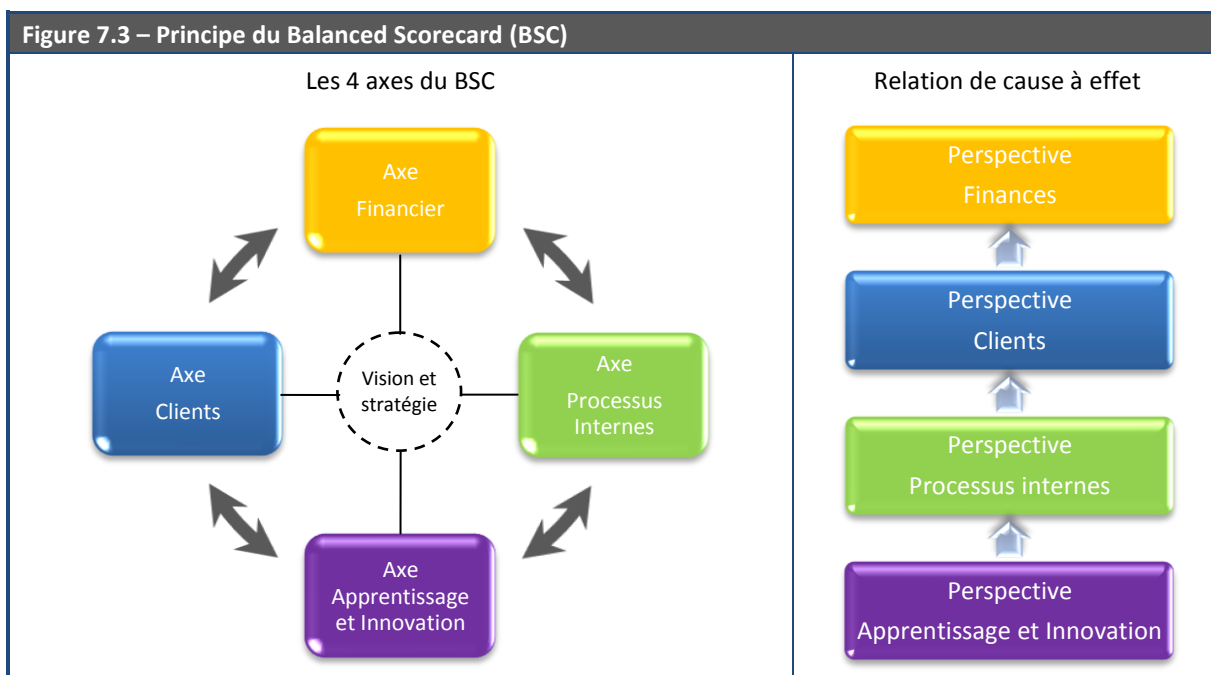 Figure 7.3 – Principe du Balanced Scorecard (BSC)
Les 4 axes du BSC
Axe
Financier
Axe
Clients
Vision et
stratégie
Axe
Processus
Internes
Axe
Apprentissage
et Innovation
Relation de cause à effet
Perspective
Finances
Perspective
Clients
Perspective
Processus internes
Perspective
Apprentissage et Innovation